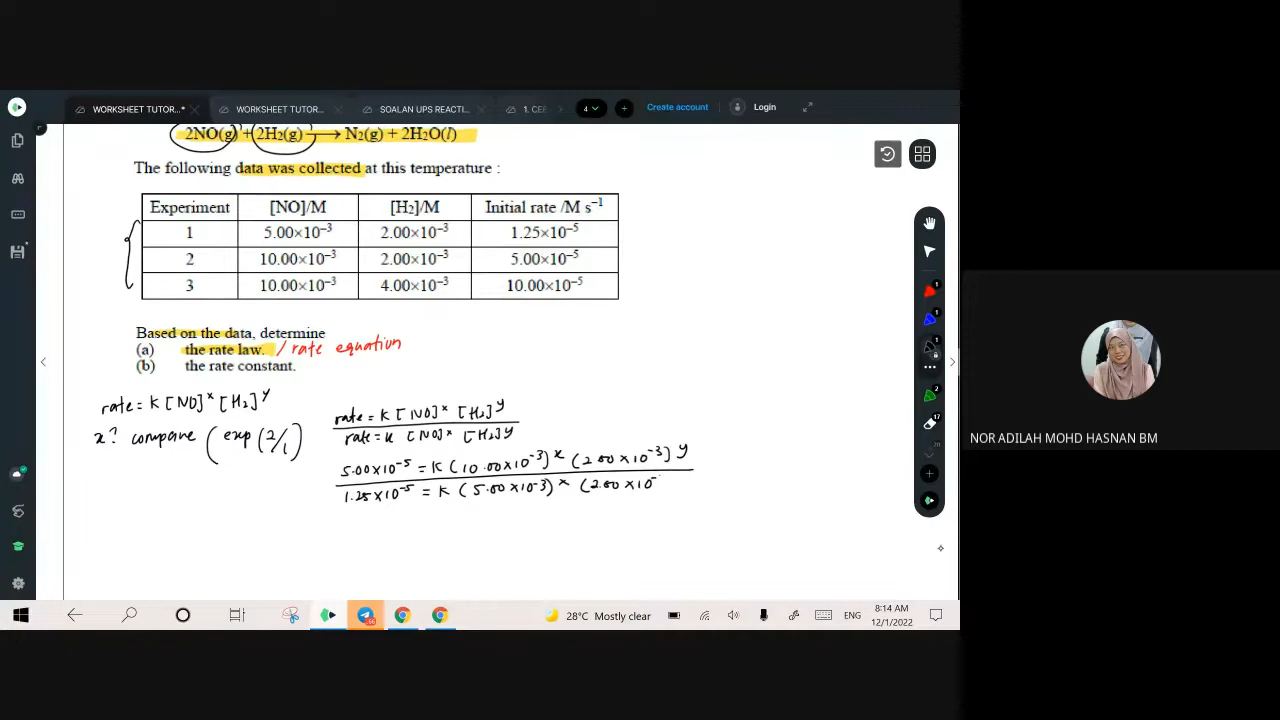 WORKSHEET TUTOR...*
WORKSHEET TUTOR...
SOALAN UPS REACTI...
1. CEE
4
Create account
Login
2NO(g) + 2H₂(g) ⟶ N₂(g) + 2H₂O(l)
The following data was collected at this temperature :
Experiment [NO]/M [H₂]/M Initial rate /M s⁻¹
1 5.00×10⁻³ 2.00×10⁻³ 1.25×10⁻⁵
2 10.00×10⁻³ 2.00×10⁻³ 5.00×10⁻⁵
3 10.00×10⁻³ 4.00×10⁻³ 10.00×10⁻⁵
Based on the data, determine
(a) the rate law. / rate equation
(b) the rate constant.
rate = k [NO]ˣ [H₂]ʸ
x? compare (exp (2/1)
rate = k [NO]ˣ [H₂]ʸ
rate = k [NO]ˣ [H₂]ʸ
5.00×10⁻⁵ = k (10.00×10⁻³)ˣ (2.00×10⁻³)ʸ
1.25×10⁻⁵ = k (5.00×10⁻³)ˣ (2.00×10⁻
NOR ADILAH MOHD HASNAN BM
28°C Mostly clear
ENG
8:14 AM
12/1/2022